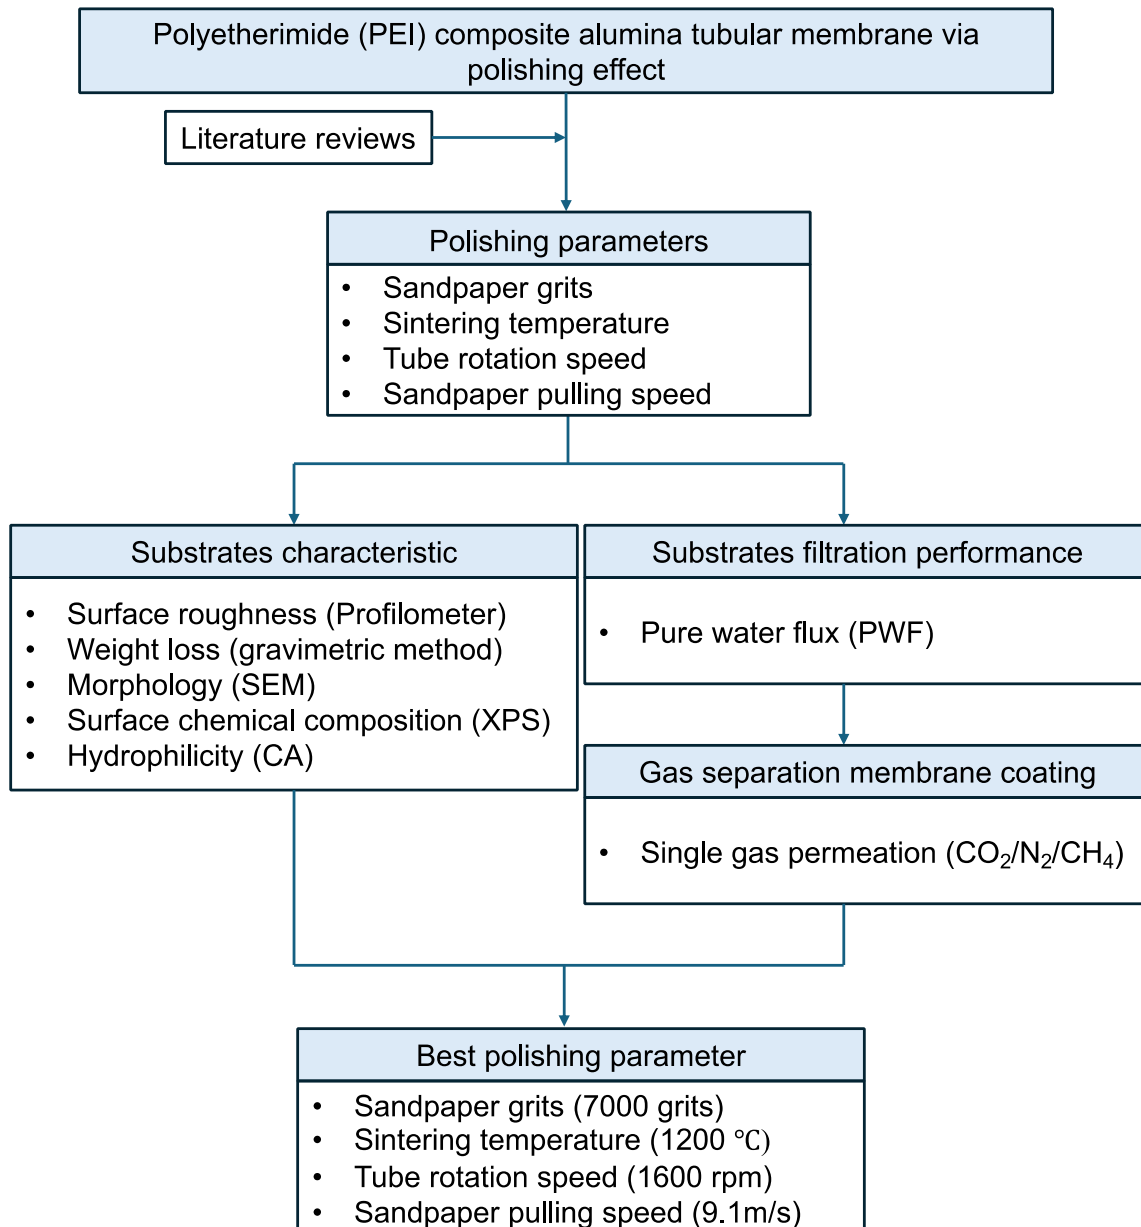 Polyetherimide (PEI) composite alumina tubular membrane via
polishing effect
Literature reviews
Polishing parameters
• Sandpaper grits
• Sintering temperature
• Tube rotation speed
• Sandpaper pulling speed
Substrates characteristic
• Surface roughness (Profilometer)
• Weight loss (gravimetric method)
• Morphology (SEM)
• Surface chemical composition (XPS)
• Hydrophilicity (CA)
Substrates filtration performance
• Pure water flux (PWF)
Gas separation membrane coating
• Single gas permeation (CO₂/N₂/CH₄)
Best polishing parameter
• Sandpaper grits (7000 grits)
• Sintering temperature (1200 ℃)
• Tube rotation speed (1600 rpm)
• Sandpaper pulling speed (9.1m/s)